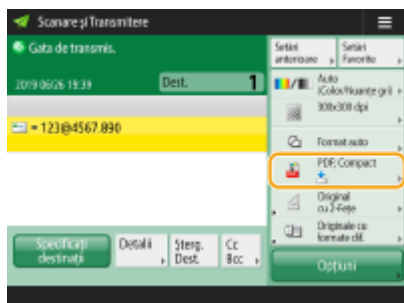 Scanare și Transmitere
Gata de transmis.
2019 06/26 19:39
Dest. 1
= 123@4567.890
Specificați
destinații
Detalii
Șterg.
Dest.
Cc
Bcc
Setări
anterioare
Setări
Favorite
Auto
(Color/Nuanțe gri)
300x300 dpi
Format auto
PDF; Compact
Original
cu 2-Fețe
Originale cu
formate dif.
Opțiuni